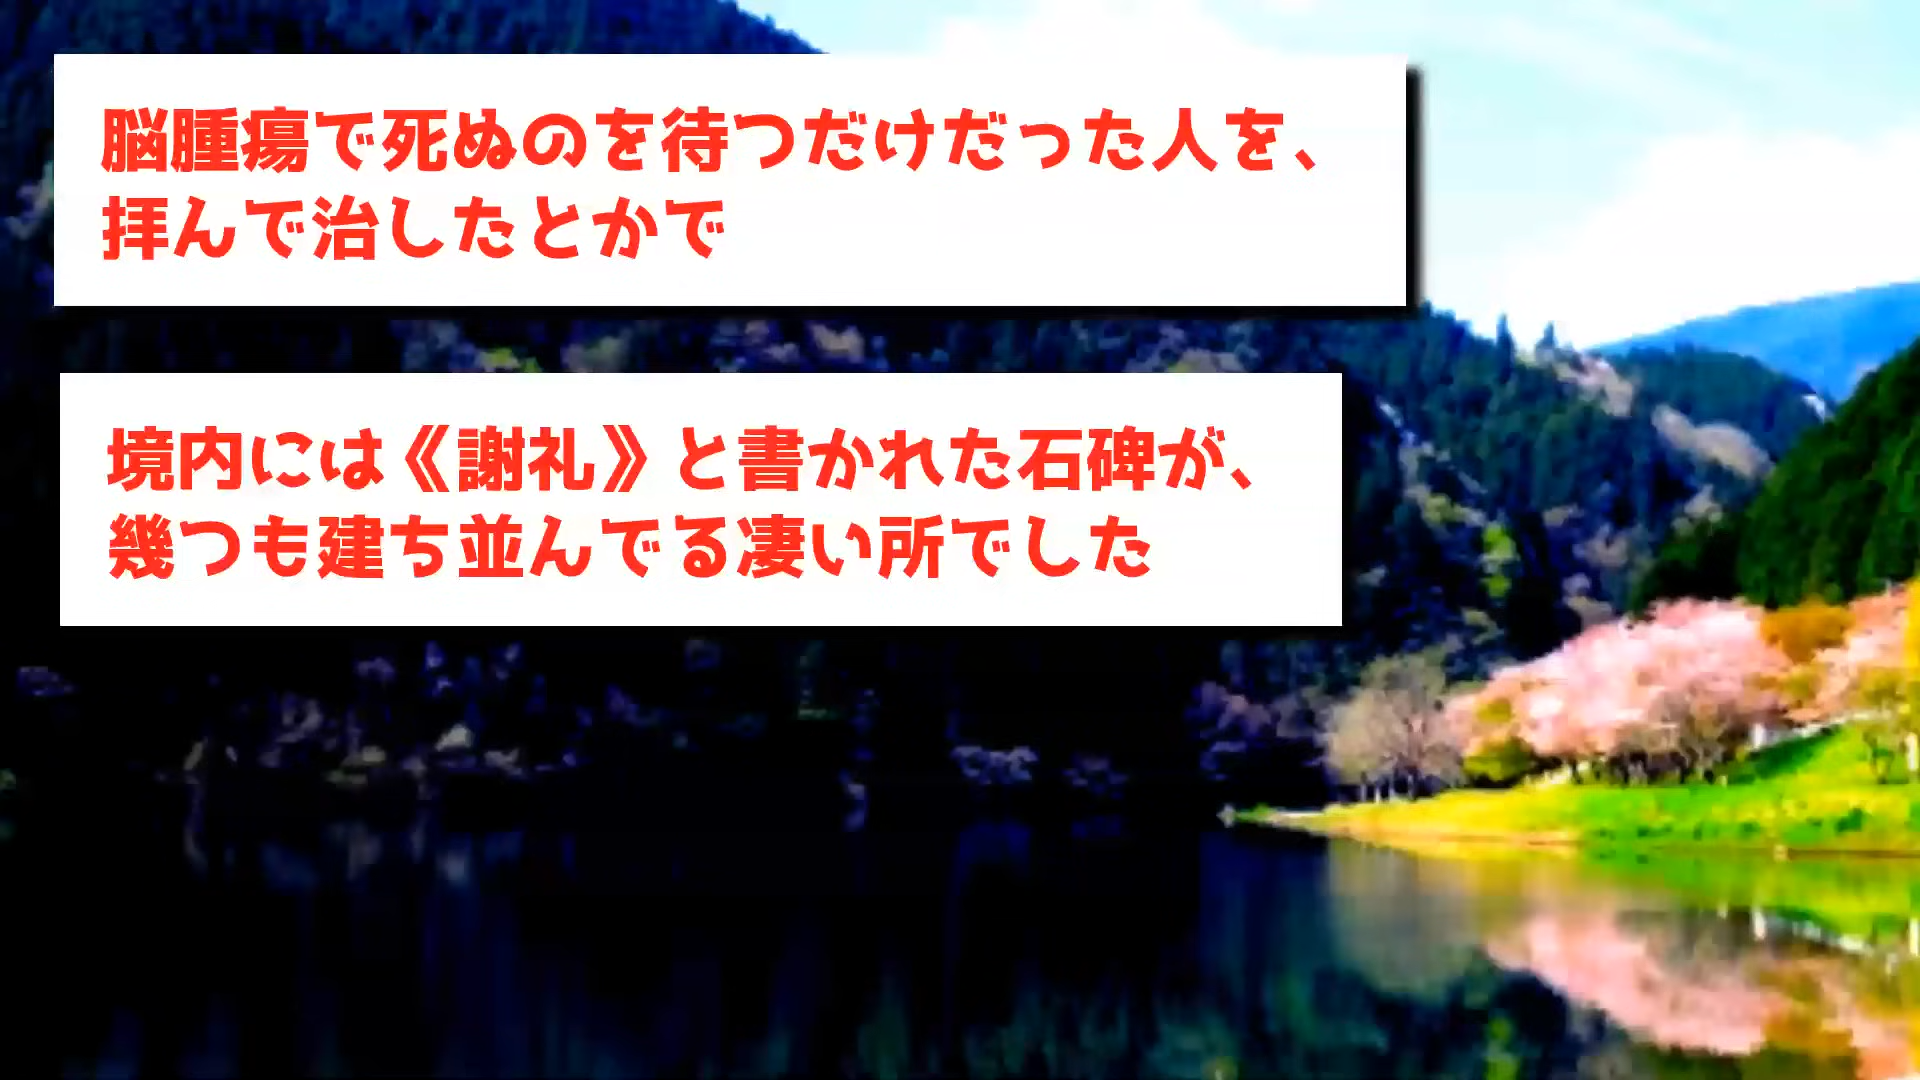 脳腫瘍で死ぬのを待つだけだった人を、
拝んで治したとかで
境内には《謝礼》と書かれた石碑が、
幾つも建ち並んでる凄い所でした